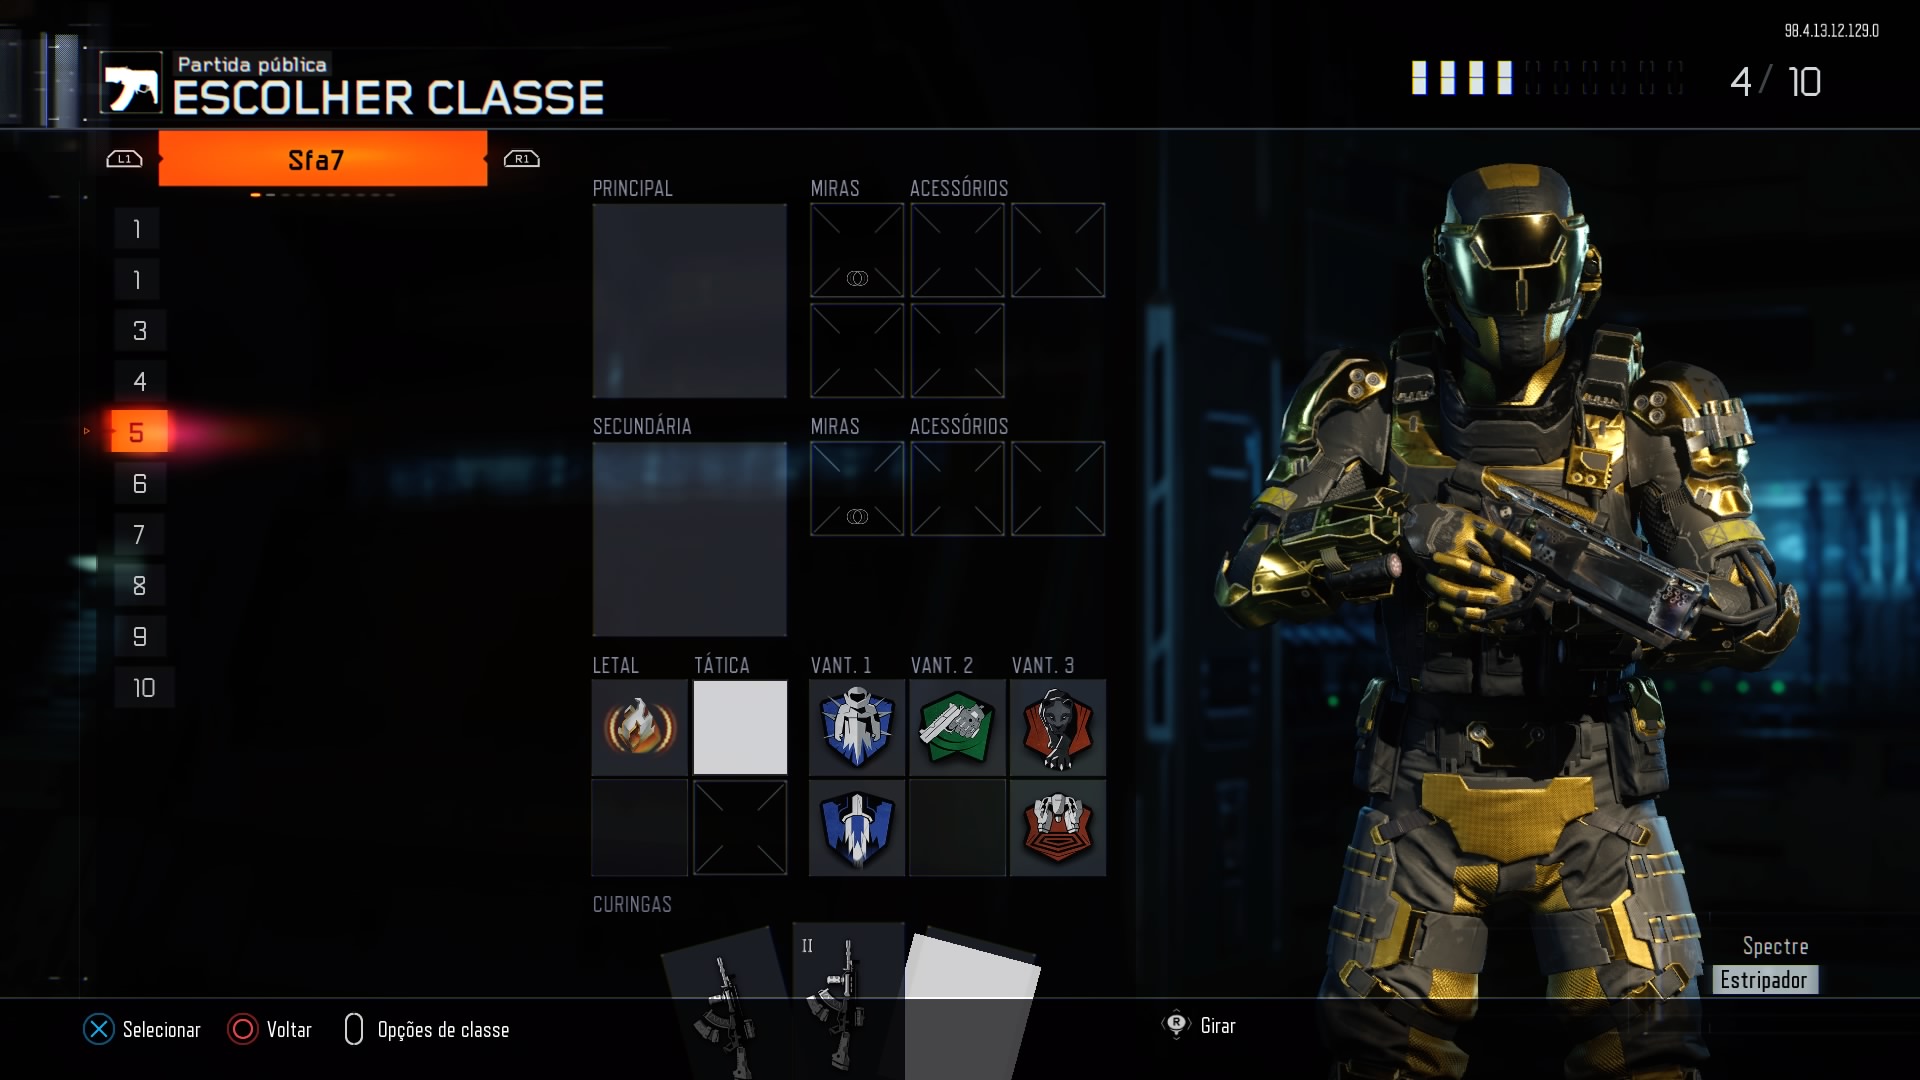 98.4.13.12.129.0
Partida pública
ESCOLHER CLASSE
4 / 10
L1
Sfa7
R1
1
1
3
4
5
6
7
8
9
10
PRINCIPAL
MIRAS
ACESSÓRIOS
SECUNDÁRIA
MIRAS
ACESSÓRIOS
LETAL
TÁTICA
VANT. 1
VANT. 2
VANT. 3
CURINGAS
II
Spectre
Estripador
Selecionar
Voltar
Opções de classe
R
Girar